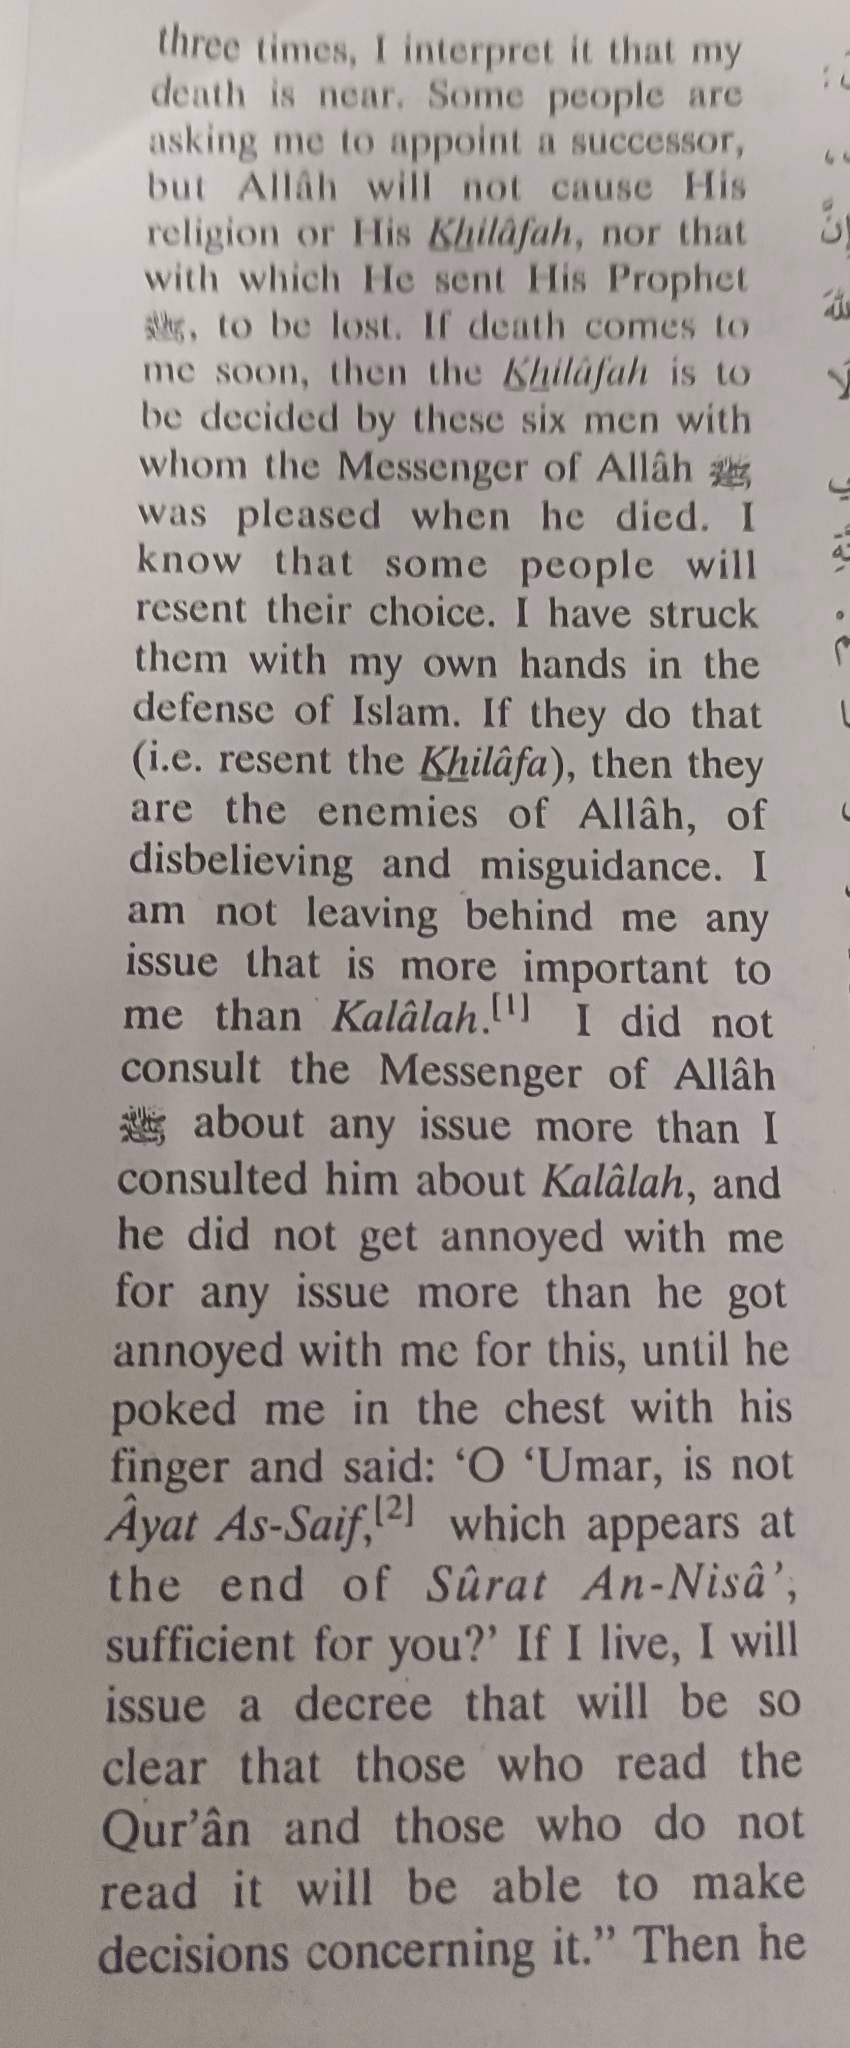 three times, I interpret it that my
death is near. Some people are
asking me to appoint a successor,
but Allâh will not cause His
religion or His Khilâfah, nor that
with which He sent His Prophet
ﷺ, to be lost. If death comes to
me soon, then the Khilâfah is to
be decided by these six men with
whom the Messenger of Allâh ﷺ
was pleased when he died. I
know that some people will
resent their choice. I have struck
them with my own hands in the
defense of Islam. If they do that
(i.e. resent the Khilâfa), then they
are the enemies of Allâh, of
disbelieving and misguidance. I
am not leaving behind me any
issue that is more important to
me than Kalâlah.[1] I did not
consult the Messenger of Allâh
ﷺ about any issue more than I
consulted him about Kalâlah, and
he did not get annoyed with me
for any issue more than he got
annoyed with me for this, until he
poked me in the chest with his
finger and said: ‘O ‘Umar, is not
Âyat As-Saif,[2] which appears at
the end of Sûrat An-Nisâ’,
sufficient for you?’ If I live, I will
issue a decree that will be so
clear that those who read the
Qur’ân and those who do not
read it will be able to make
decisions concerning it.” Then he